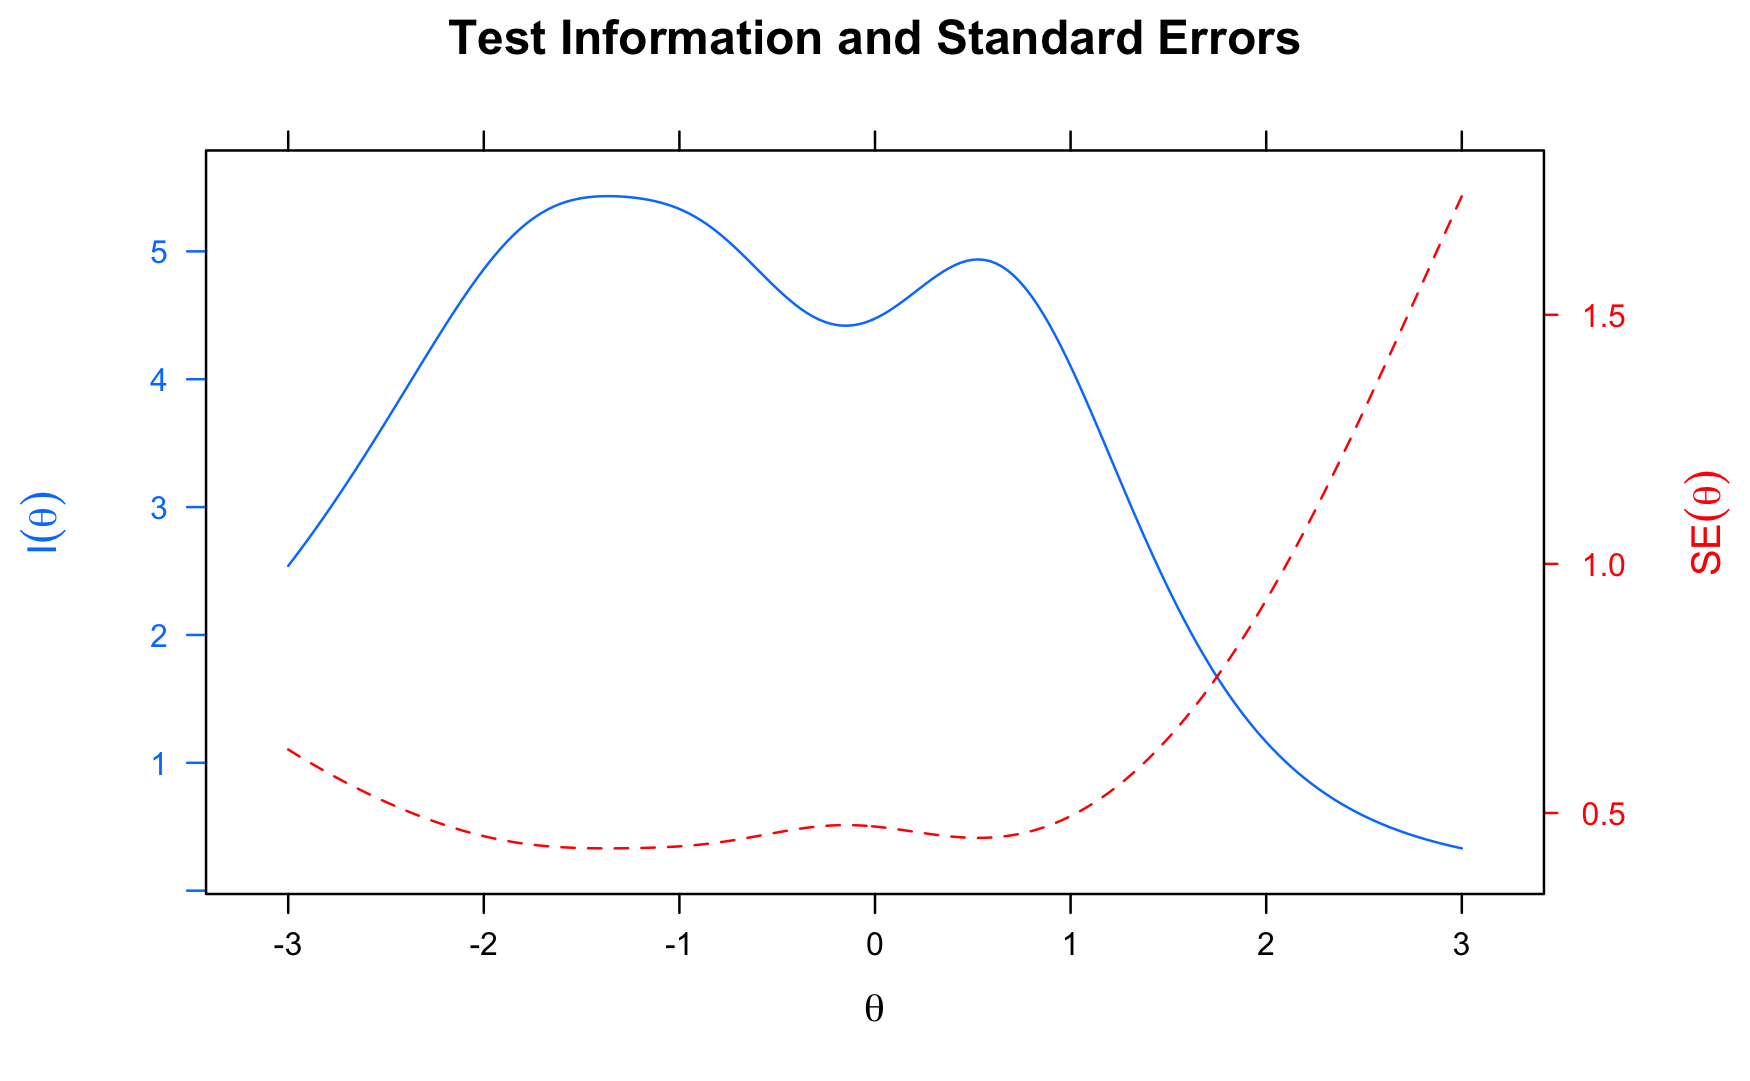 Test Information and Standard Errors
I(θ)
5
4
3
2
1
1.5
1.0
0.5
SE(θ)
-3 -2 -1 0 1 2 3
θ